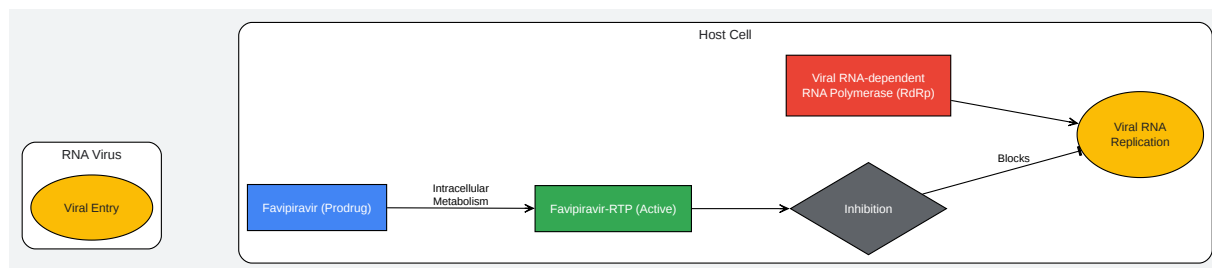 Host Cell
Viral RNA-dependent
RNA Polymerase (RdRp)
Viral RNA
Replication
RNA Virus
Viral Entry
Favipiravir (Prodrug)
Intracellular
Metabolism
Favipiravir-RTP (Active)
Inhibition
Blocks